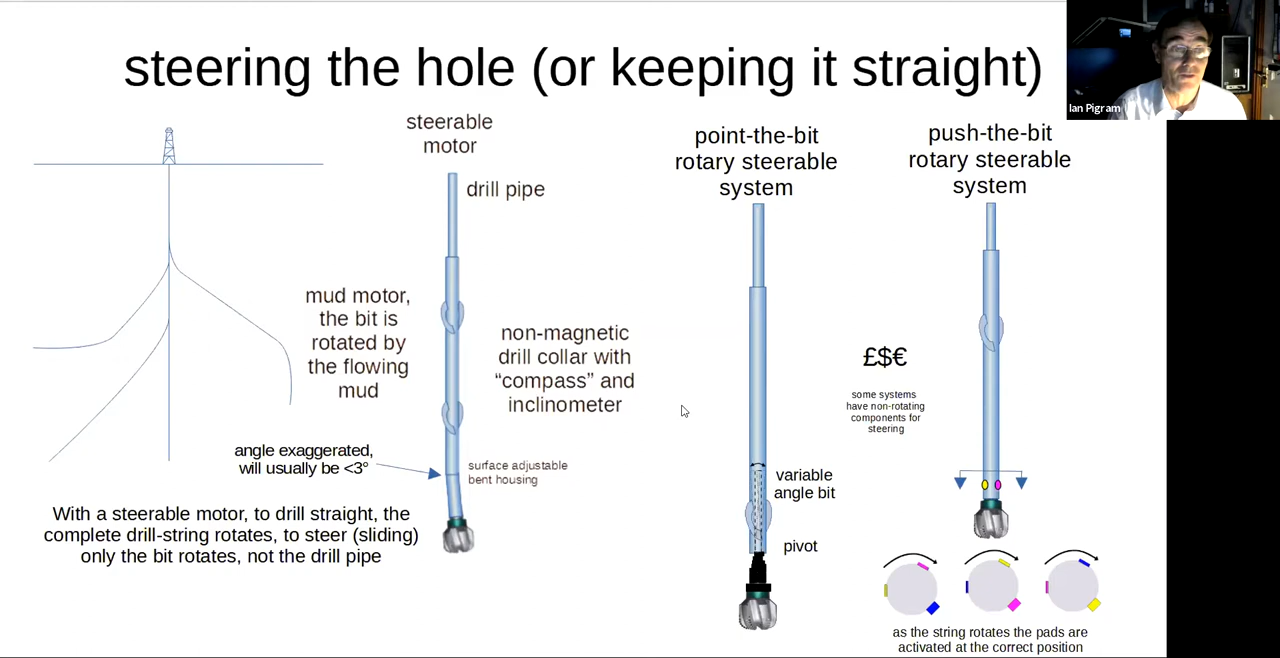 steering the hole (or keeping it straight)
Ian Pigram
steerable
motor
drill pipe
mud motor,
the bit is
rotated by
the flowing
mud
non-magnetic
drill collar with
“compass” and
inclinometer
angle exaggerated,
will usually be <3°
surface adjustable
bent housing
With a steerable motor, to drill straight, the
complete drill-string rotates, to steer (sliding)
only the bit rotates, not the drill pipe
point-the-bit
rotary steerable
system
variable
angle bit
pivot
push-the-bit
rotary steerable
system
£$€
some systems
have non-rotating
components for
steering
as the string rotates the pads are
activated at the correct position